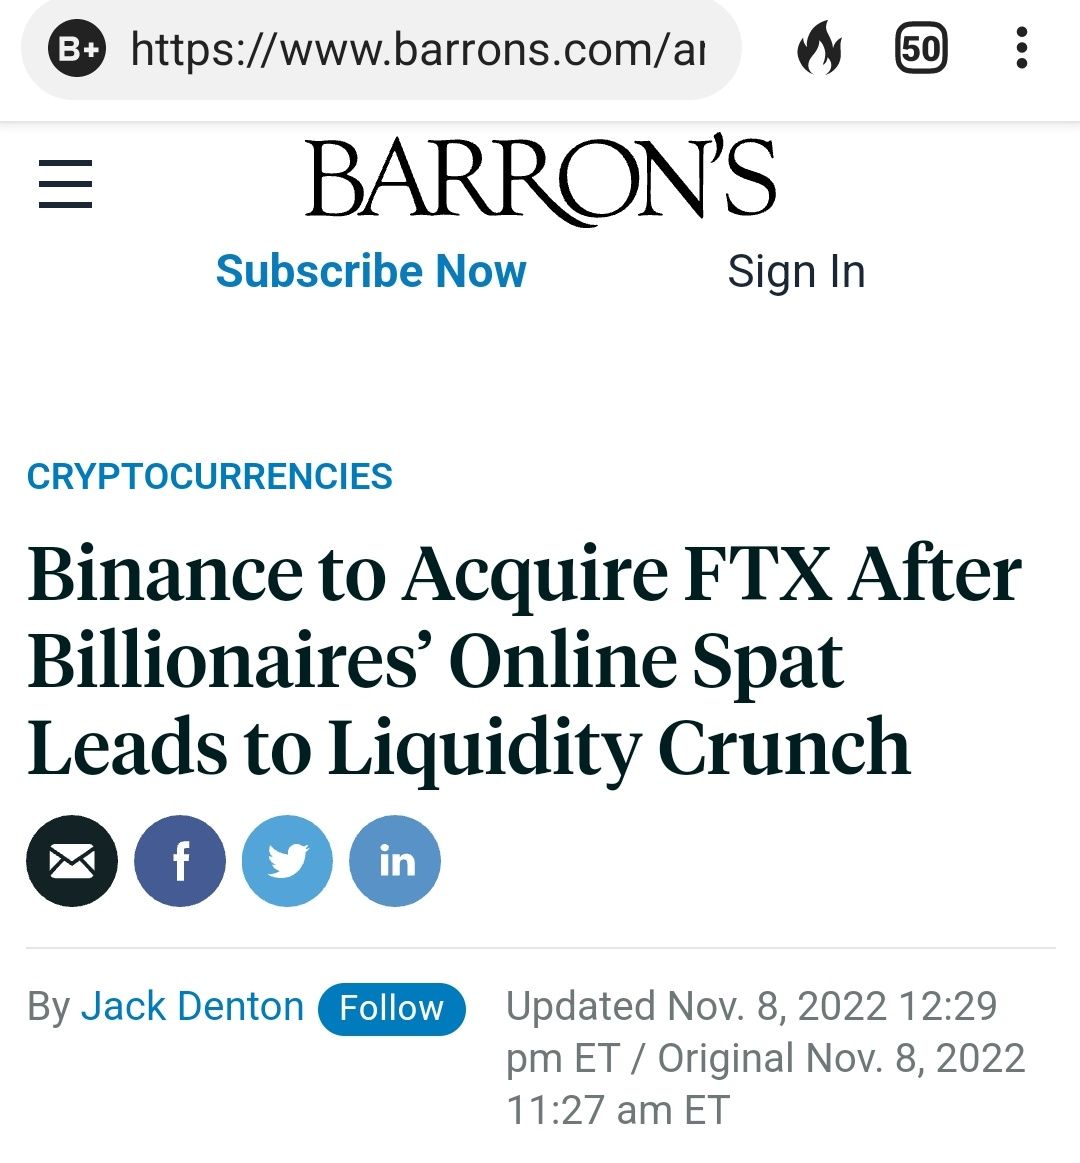 B+ https://www.barrons.com/ar 50
BARRON'S
Subscribe Now Sign In
CRYPTOCURRENCIES
Binance to Acquire FTX After
Billionaires’ Online Spat
Leads to Liquidity Crunch
f in
By Jack Denton Follow
Updated Nov. 8, 2022 12:29
pm ET / Original Nov. 8, 2022
11:27 am ET